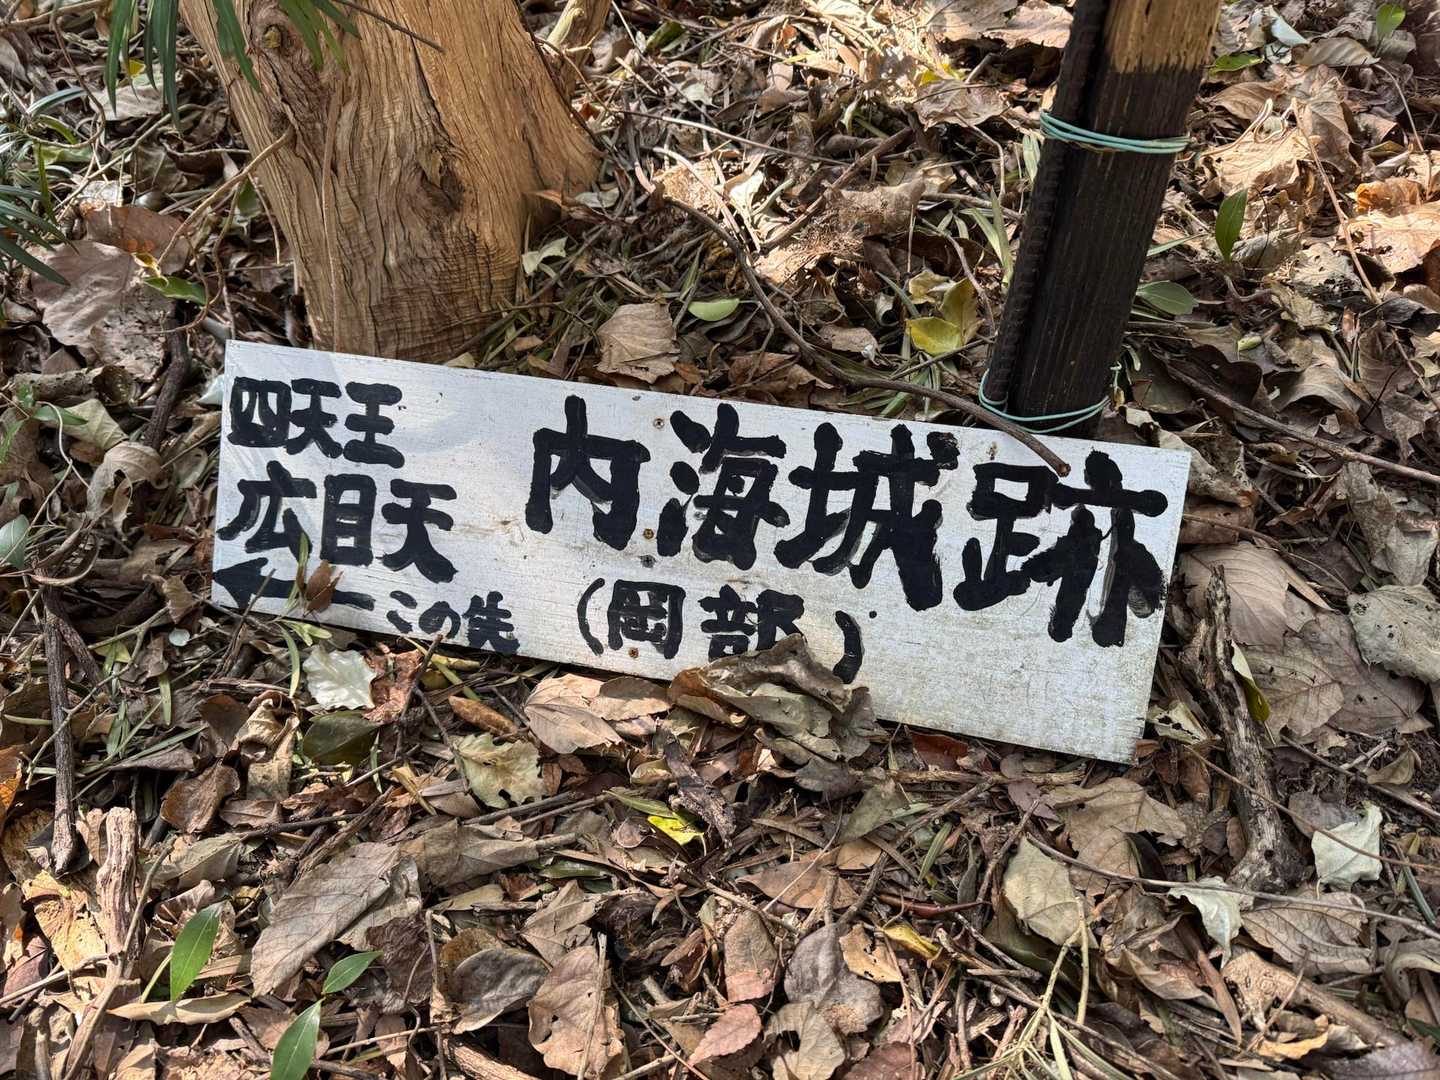 四天王
広目天
この先
内海城跡
（岡部）